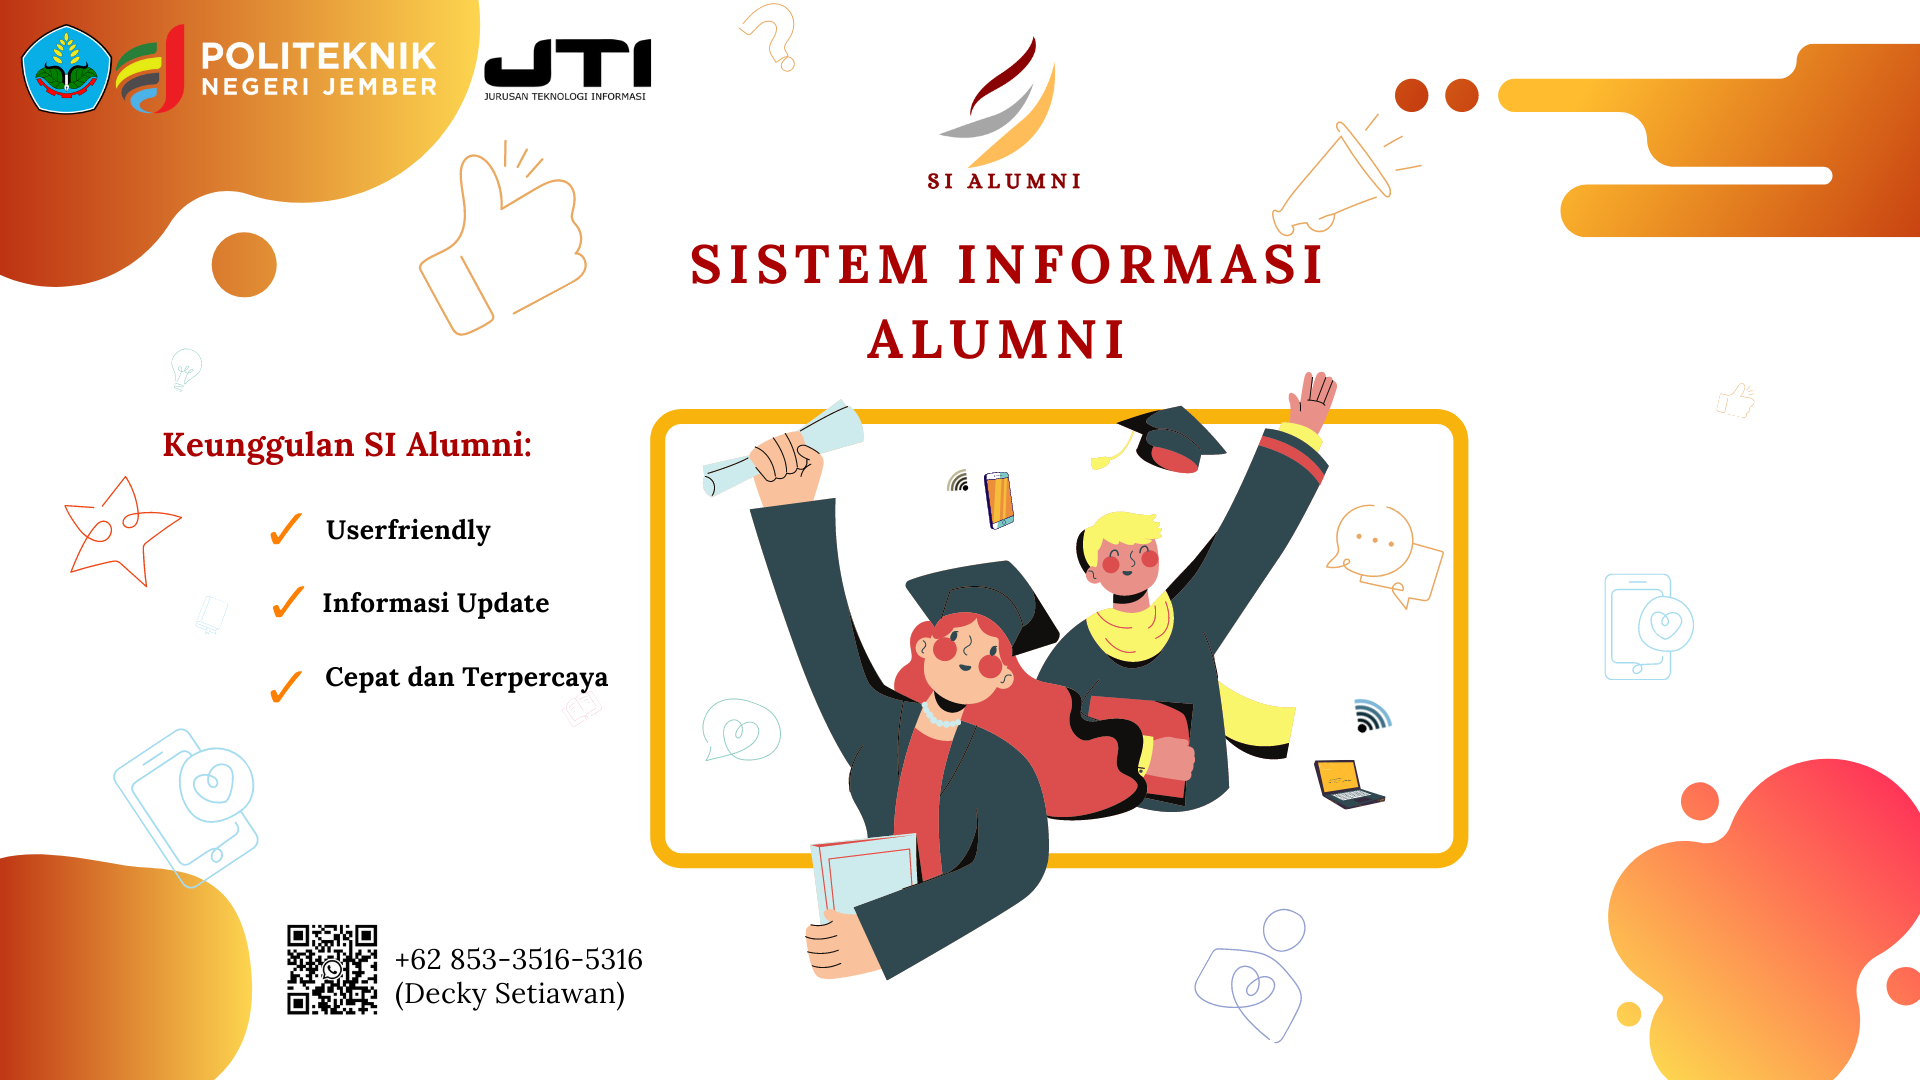 POLITEKNIK
NEGERI JEMBER
JTI
JURUSAN TEKNOLOGI INFORMASI
SI ALUMNI
SISTEM INFORMASI
ALUMNI
Keunggulan SI Alumni:
Userfriendly
Informasi Update
Cepat dan Terpercaya
+62 853-3516-5316
(Decky Setiawan)